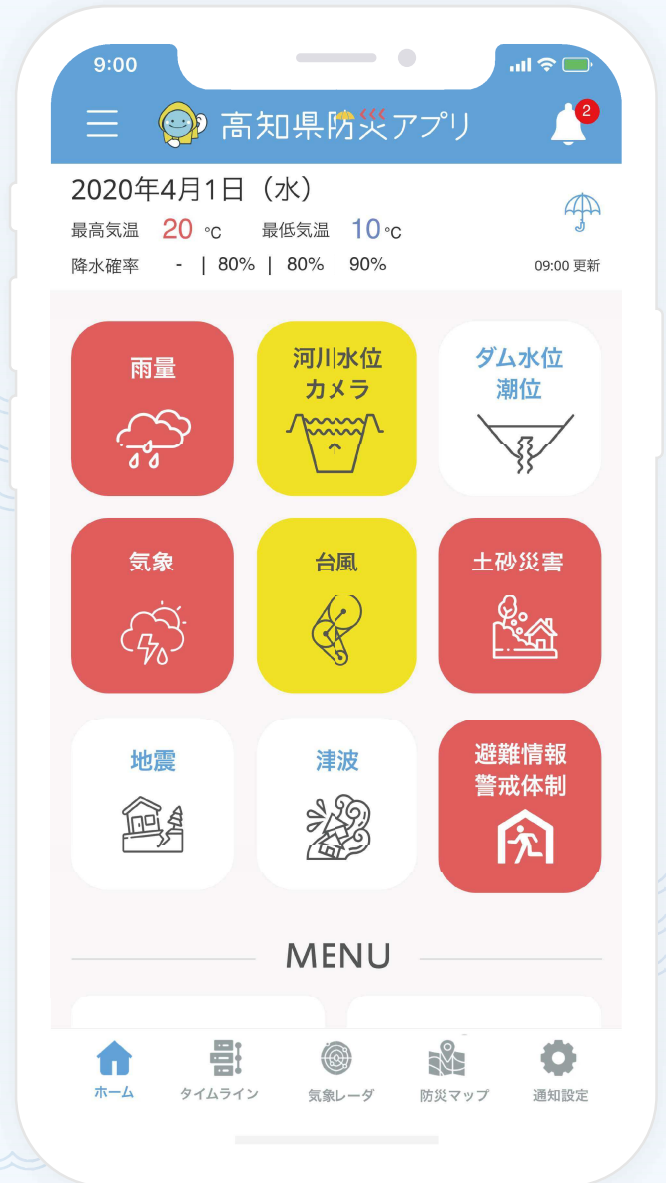 9:00
高知県防災アプリ
2
2020年4月1日（水）
最高気温 20 ℃ 最低気温 10 ℃
降水確率 - | 80% | 80% 90%
09:00 更新
雨量
河川水位
カメラ
ダム水位
潮位
気象
台風
土砂災害
地震
津波
避難情報
警戒体制
MENU
ホーム
タイムライン
気象レーダ
防災マップ
通知設定